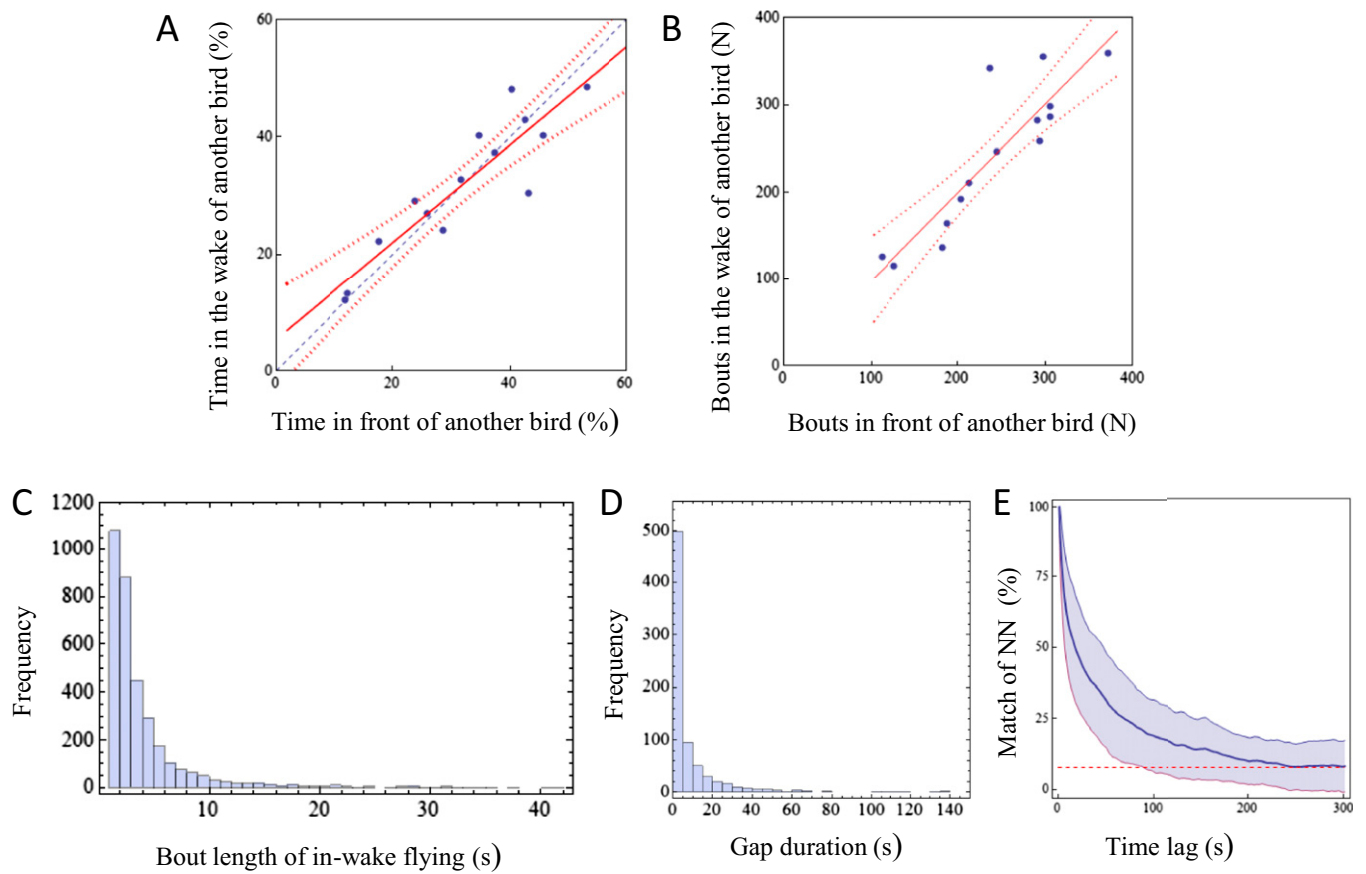 A
Time in the wake of another bird (%)
60
40
20
0
0 20 40 60
Time in front of another bird (%)
B
Bouts in the wake of another bird (N)
400
300
200
100
0
0 100 200 300 400
Bouts in front of another bird (N)
C
Frequency
1200
1000
800
600
400
200
0
10 20 30 40
Bout length of in-wake flying (s)
D
Frequency
500
400
300
200
100
0
0 20 40 60 80 100 120 140
Gap duration (s)
E
Match of NN (%)
100
75
50
25
0
0 100 200 300
Time lag (s)